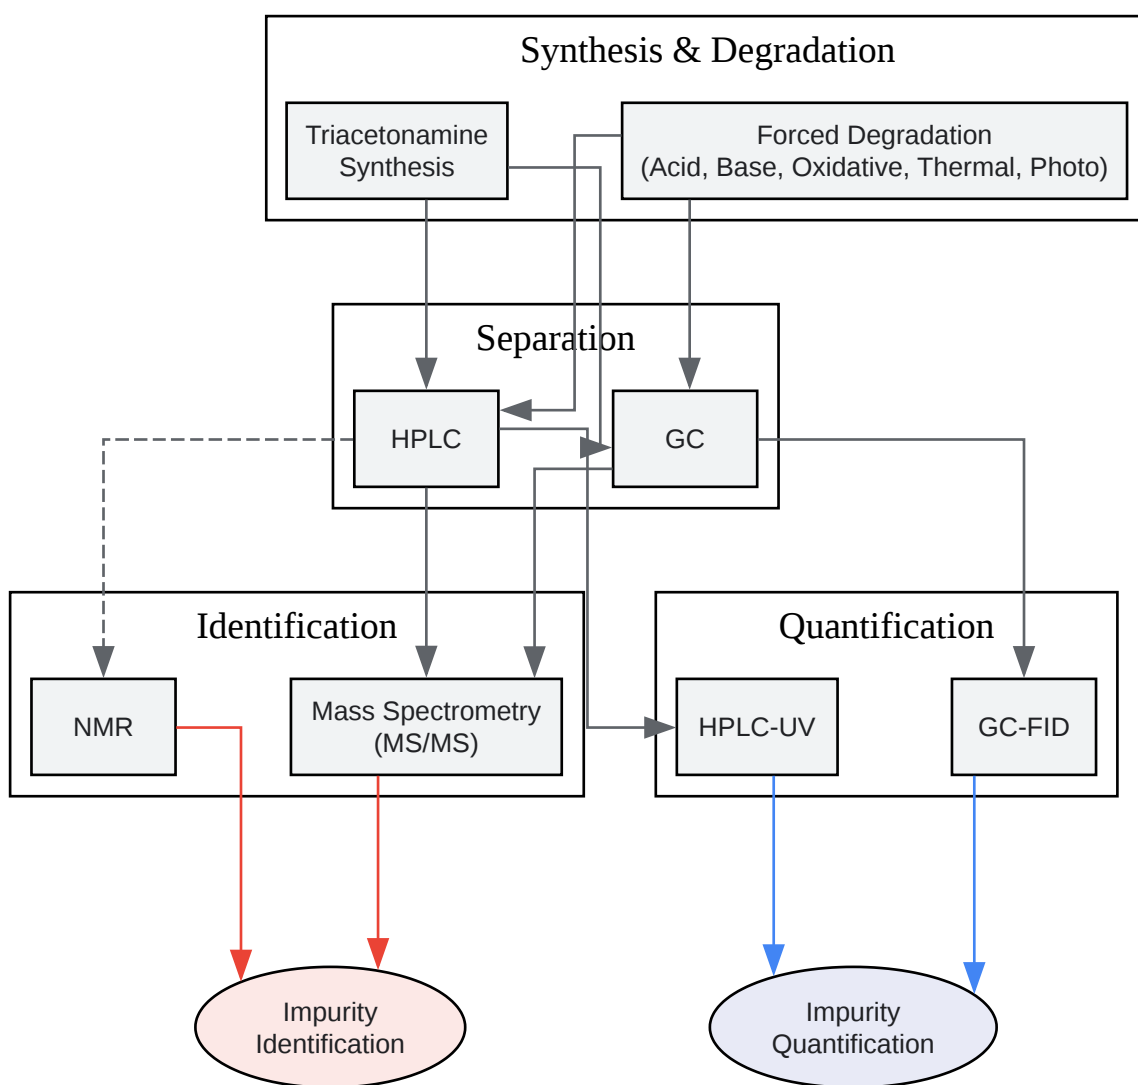 Synthesis & Degradation
Triacetonamine
Synthesis
Forced Degradation
(Acid, Base, Oxidative, Thermal, Photo)
Separation
HPLC
GC
Identification
Quantification
NMR
Mass Spectrometry
(MS/MS)
HPLC-UV
GC-FID
Impurity
Identification
Impurity
Quantification